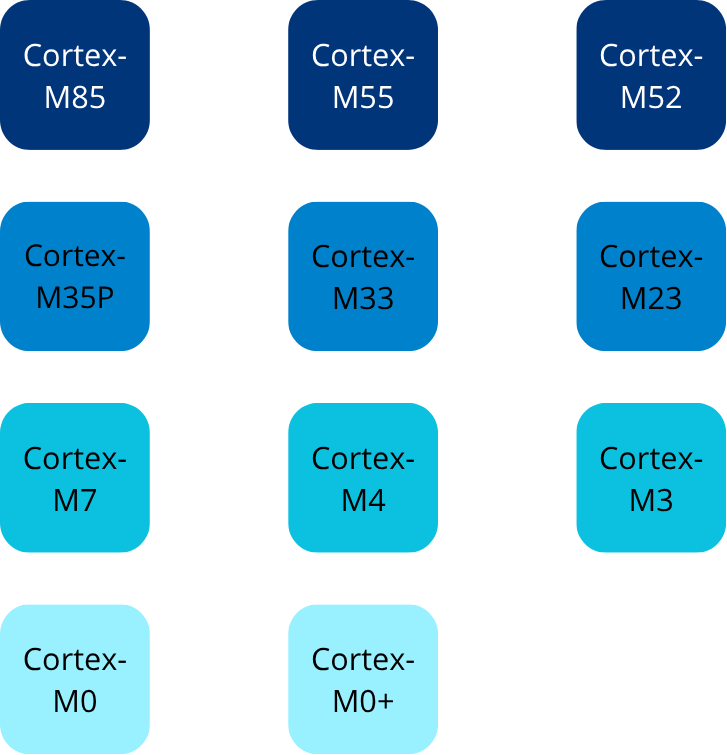 Cortex-
M85
Cortex-
M55
Cortex-
M52
Cortex-
M35P
Cortex-
M33
Cortex-
M23
Cortex-
M7
Cortex-
M4
Cortex-
M3
Cortex-
M0
Cortex-
M0+